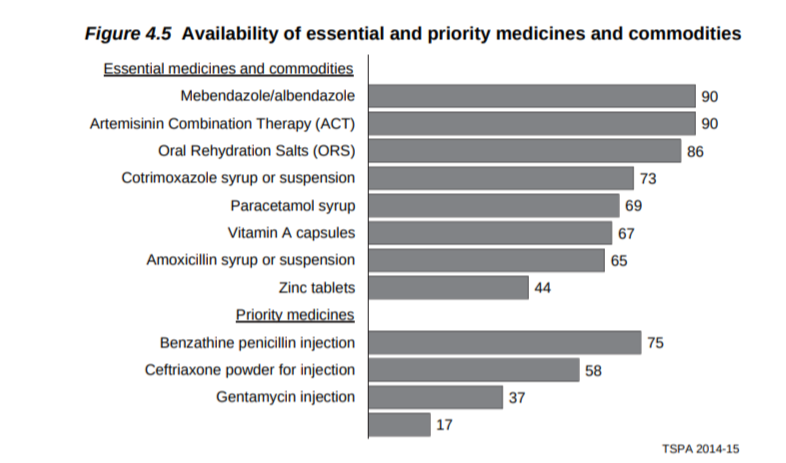 Figure 4.5 Availability of essential and priority medicines and commodities
Essential medicines and commodities
Mebendazole/albendazole 90
Artemisinin Combination Therapy (ACT) 90
Oral Rehydration Salts (ORS) 86
Cotrimoxazole syrup or suspension 73
Paracetamol syrup 69
Vitamin A capsules 67
Amoxicillin syrup or suspension 65
Zinc tablets 44
Priority medicines
Benzathine penicillin injection 75
Ceftriaxone powder for injection 58
Gentamycin injection 37
17
TSPA 2014-15